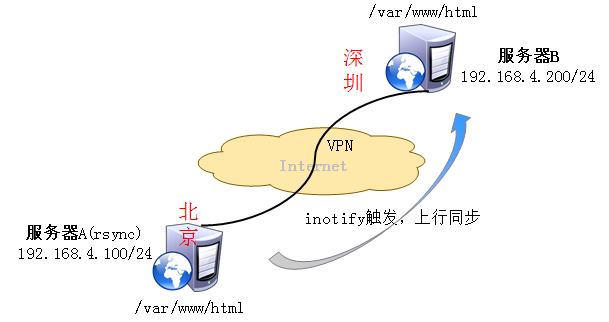 /var/www/html
深圳
服务器B
192.168.4.200/24
VPN
Internet
北京
inotify触发，上行同步
服务器A(rsync)
192.168.4.100/24
/var/www/html